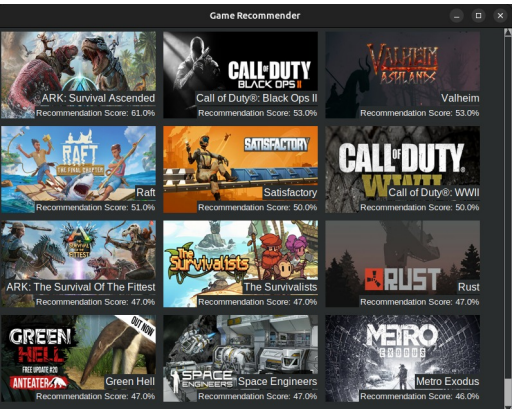 Game Recommender
ARK: Survival Ascended
Recommendation Score: 61.0%
CALL OF DUTY
BLACK OPS II
Call of Duty®: Black Ops II
Recommendation Score: 53.0%
VALHEIM
ASHLANDS
Valheim
Recommendation Score: 53.0%
RAFT
THE FINAL CHAPTER
Raft
Recommendation Score: 51.0%
SATISFACTORY
Satisfactory
Recommendation Score: 50.0%
CALL OF DUTY
WWII
Call of Duty®: WWII
Recommendation Score: 50.0%
ARK
SURVIVAL
OF THE
FITTEST
ARK: The Survival Of The Fittest
Recommendation Score: 47.0%
The
Survivalists
The Survivalists
Recommendation Score: 47.0%
RUST
Rust
Recommendation Score: 47.0%
GREEN
HELL
OUT NOW
FREE UPDATE #20
ANTEATER
Green Hell
Recommendation Score: 47.0%
SPACE
ENGINEERS
Space Engineers
Recommendation Score: 47.0%
METRO
EXODUS
Metro Exodus
Recommendation Score: 46.0%